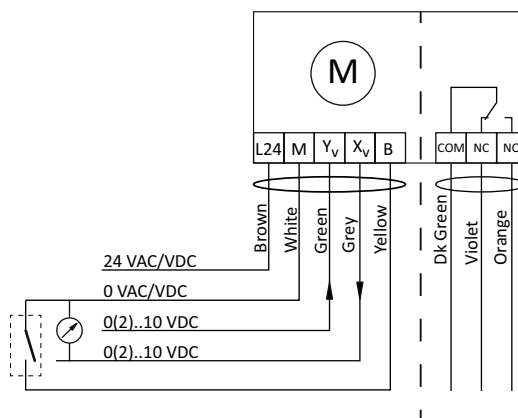 M
L24 M Yv Xv B COM NC NO
Brown
White
Green
Grey
Yellow
Dk Green
Violet
Orange
24 VAC/VDC
0 VAC/VDC
0(2)..10 VDC
0(2)..10 VDC